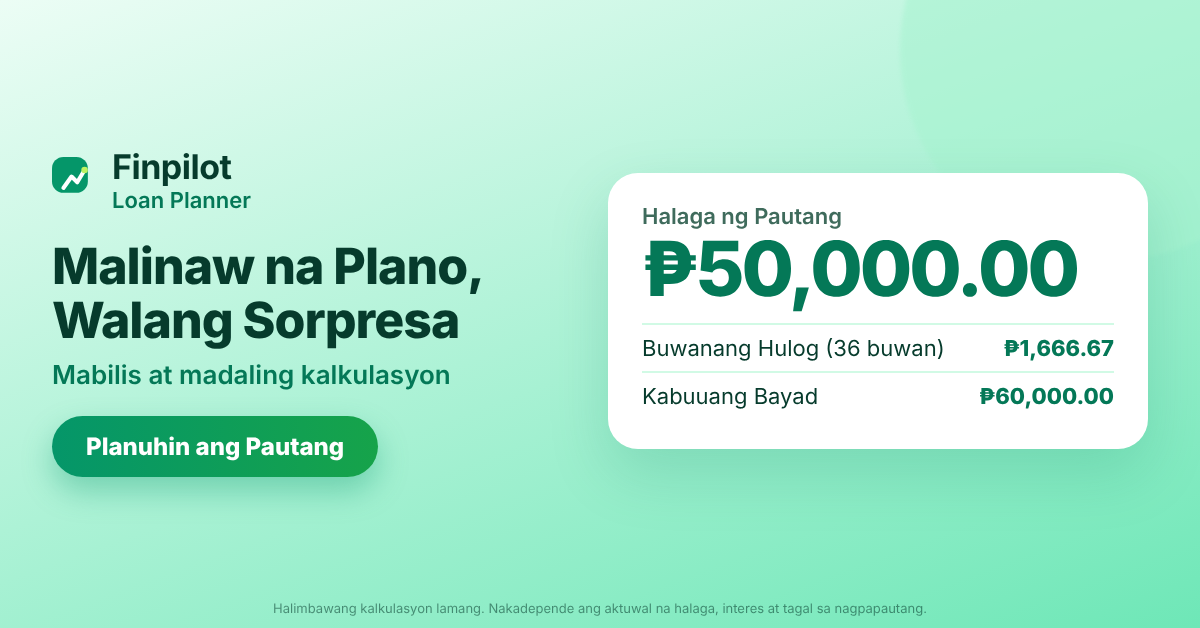 Finpilot
Loan Planner
Malinaw na Plano,
Walang Sorpresa
Mabilis at madaling kalkulasyon
Planuhin ang Pautang
Halaga ng Pautang
₱50,000.00
Buwanang Hulog (36 buwan) ₱1,666.67
Kabuuang Bayad ₱60,000.00
Halimbawang kalkulasyon lamang. Nakadepende ang aktuwal na halaga, interes at tagal sa nagpapautang.